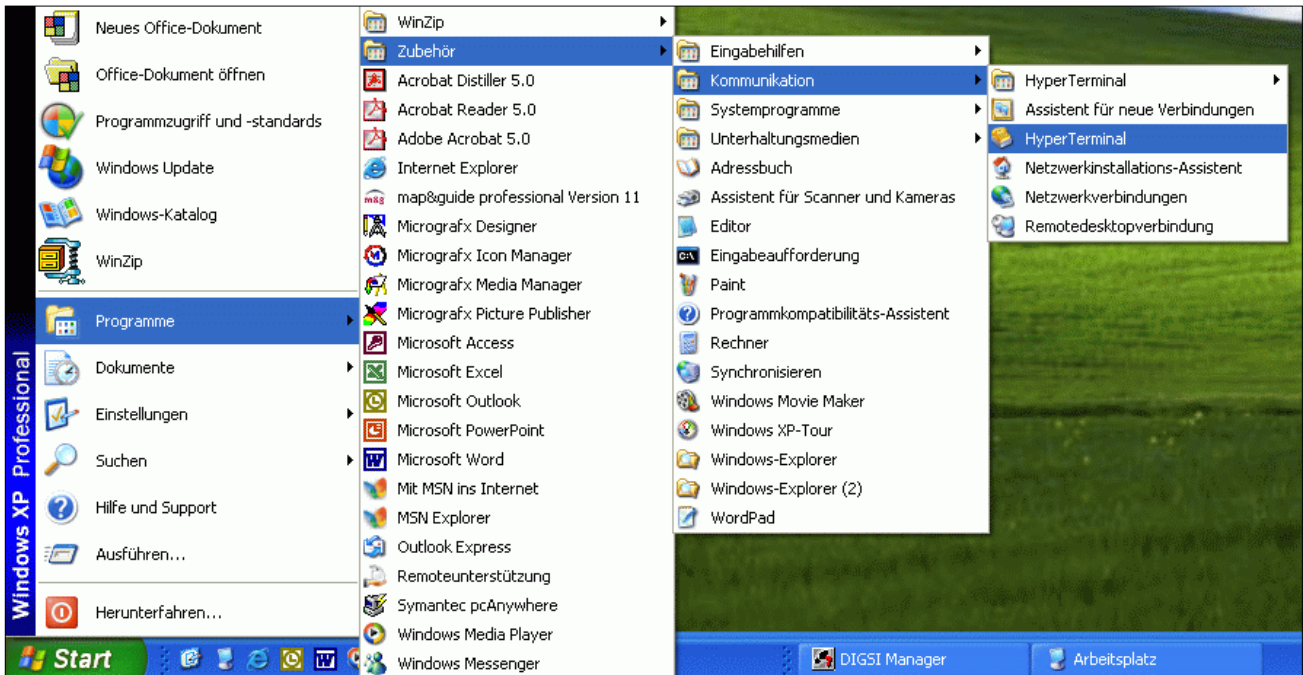 Windows XP Professional
Neues Office-Dokument
Office-Dokument öffnen
Programmzugriff und -standards
Windows Update
Windows-Katalog
WinZip
Programme
Dokumente
Einstellungen
Suchen
Hilfe und Support
Ausführen...
Herunterfahren...
WinZip
Zubehör
Acrobat Distiller 5.0
Acrobat Reader 5.0
Adobe Acrobat 5.0
Internet Explorer
m&g map&guide professional Version 11
Micrografx Designer
Micrografx Icon Manager
Micrografx Media Manager
Micrografx Picture Publisher
Microsoft Access
Microsoft Excel
Microsoft Outlook
Microsoft PowerPoint
Microsoft Word
Mit MSN ins Internet
MSN Explorer
Outlook Express
Remoteunterstützung
Symantec pcAnywhere
Windows Media Player
Windows Messenger
Eingabehilfen
Kommunikation
Systemprogramme
Unterhaltungsmedien
Adressbuch
Assistent für Scanner und Kameras
Editor
Eingabeaufforderung
Paint
Programmkompatibilitäts-Assistent
Rechner
Synchronisieren
Windows Movie Maker
Windows XP-Tour
Windows-Explorer
Windows-Explorer (2)
WordPad
HyperTerminal
Assistent für neue Verbindungen
HyperTerminal
Netzwerkinstallations-Assistent
Netzwerkverbindungen
Remotedesktopverbindung
Start
DIGSI Manager
Arbeitsplatz